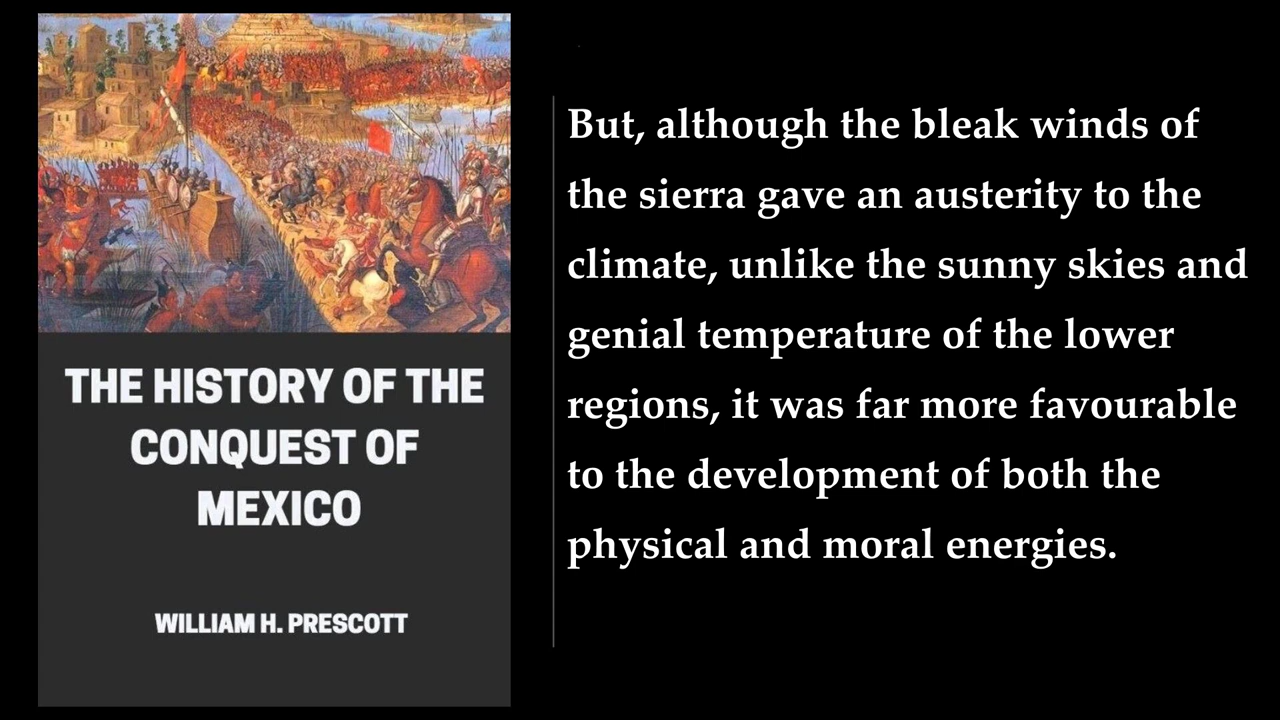 THE HISTORY OF THE
CONQUEST OF
MEXICO
WILLIAM H. PRESCOTT
But, although the bleak winds of
the sierra gave an austerity to the
climate, unlike the sunny skies and
genial temperature of the lower
regions, it was far more favourable
to the development of both the
physical and moral energies.